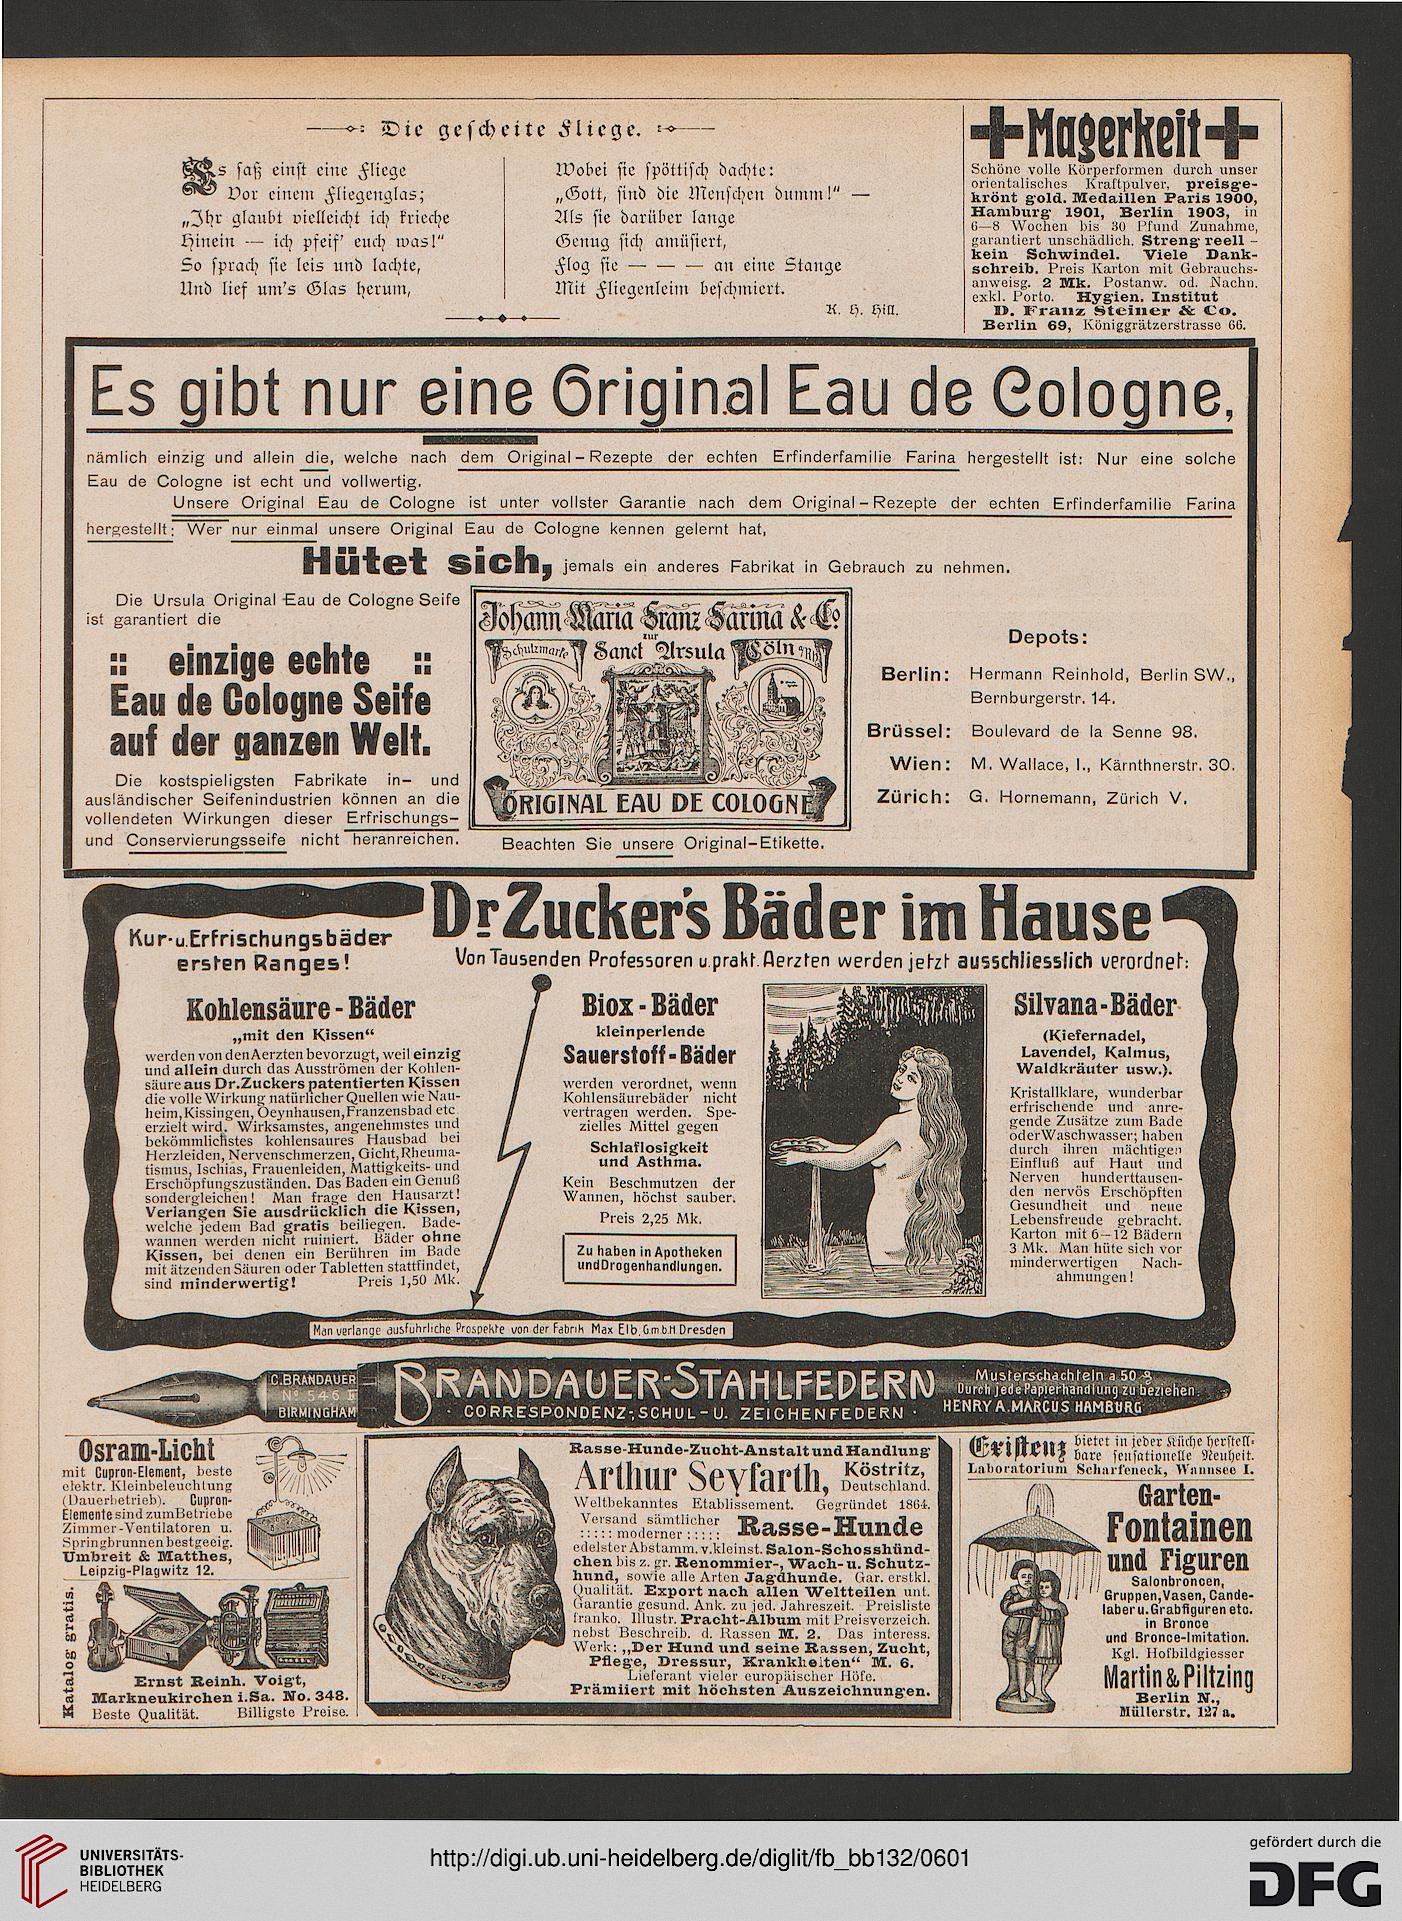 Die gescheite Fliege.
Es saß einst eine Fliege
Vor einem Fliegenglas;
„Ihr glaubt vielleicht ich krieche
Hinein — ich pfeif' euch was!"
So sprach sie leis und lachte,
Und lief um's Glas herum,
Wobei sie spöttisch dachte:
„Gott, sind die Menschen dumm!" —
Als sie darüber lange
Genug sich amüsiert,
Flog sie — — — an eine Stange
Mit Fliegenleim beschmiert.
K. H. Hill.
Magerkeit
Schöne volle Körperformen durch unser
orientalisches Kraftpulver, preisge-
krönt gold. Medaillen Paris 1900,
Hamburg 1901, Berlin 1903, in
6—8 Wochen bis 30 Pfund Zunahme,
garantiert unschädlich. Streng reell -
kein Schwindel. Viele Dank-
schreib. Preis Karton mit Gebrauchs-
anweisg. 2 Mk. Postanw. od. Nachn.
exkl. Porto. Hygien. Institut
D. Franz Steiner & Co.
Berlin 69, Königgrätzerstrasse 66.
Es gibt nur eine Original Eau de Cologne,
nämlich einzig und allein die, welche nach dem Original-Rezepte der echten Erfinderfamilie Farina hergestellt ist: Nur eine solche
Eau de Cologne ist echt und vollwertig.
Unsere Original Eau de Cologne ist unter vollster Garantie nach dem Original-Rezepte der echten Erfinderfamilie Farina
hergestellt: Wer nur einmal unsere Original Eau de Cologne kennen gelernt hat,
Hütet sich, jemals ein anderes Fabrikat in Gebrauch zu nehmen.
Die Ursula Original Eau de Cologne Seife
ist garantiert die
:: einzige echte ::
Eau de Cologne Seife
auf der ganzen Welt.
Die kostspieligsten Fabrikate in- und
ausländischer Seifenindustrien können an die
vollendeten Wirkungen dieser Erfrischungs-
und Conservierungsseife nicht heranreichen.
Johann Maria Franz Farina & Co
zur
Schutzmarke Sanct Ursula Cöln a/Rh
ORIGINAL EAU DE COLOGNE
Beachten Sie unsere Original-Etikette.
Depots:
Berlin: Hermann Reinhold, Berlin SW.,
Bernburgerstr. 14.
Brüssel: Boulevard de la Senne 98.
Wien: M. Wallace, I., Kärnthnerstr. 30.
Zürich: G. Hornemann, Zürich V.
Dr Zucker's Bäder im Hause
Kur-u.Erfrischungsbäder
ersten Ranges!
Von Tausenden Professoren u.prakt.Aerzten werden jetzt ausschliesslich verordnet:
Kohlensäure-Bäder
„mit den Kissen"
werden von den Aerzten bevorzugt, weil einzig
und allein durch das Ausströmen der Kohlen-
säure aus Dr.Zuckers patentierten Kissen
die volle Wirkung natürlicher Quellen wie Nau-
heim, Kissingen, Oeynhausen, Franzensbad etc
erzielt wird. Wirksamstes, angenehmstes und
bekömmlichstes kohlensaures Hausbad bei
Herzleiden, Nervenschmerzen, Gicht, Rheuma-
tismus, Ischias, Frauenleiden, Mattigkeits- und
Erschöpfungszuständen. Das Baden ein Genuß
sondergleichen! Man frage den Hausarzt!
Verlangen Sie ausdrücklich die Kissen,
welche jedem Bad gratis beiliegen. Bade-
wannen werden nicht ruiniert. Bäder ohne
Kissen, bei denen ein Berühren im Bade
mit ätzenden Säuren oder Tabletten stattfindet,
sind minderwertig! Preis 1,50 Mk.
Biox-Bäder
kleinperlende
Sauerstoff-Bäder
werden verordnet, wenn
Kohlensäurebäder nicht
vertragen werden. Spe-
zielles Mittel gegen
Schlaflosigkeit
und Asthma.
Kein Beschmutzen der
Wannen, höchst sauber.
Preis 2,25 Mk.
Zu haben in Apotheken
und Drogenhandlungen.
Silvana-Bäder
(Kiefernadel,
Lavendel, Kalmus,
Waldkräuter usw.).
Kristallklare, wunderbar
erfrischende und anre-
gende Zusätze zum Bade
oder Waschwasser; haben
durch ihren mächtigen
Einfluß auf Haut und
Nerven hunderttausen-
den nervös Erschöpften
Gesundheit und neue
Lebensfreude gebracht.
Karton mit 6—12 Bädern
3 Mk. Man hüte sich vor
minderwertigen Nach-
ahmungen!
Man verlange ausführliche Prospekte von der Fabrik Max Elb, G.m.b.H Dresden
C.BRANDAUER
No 546 F
BIRMINGHAM
BRANDAUER-STAHLFEDERN
CORRESPONDENZ-, SCHUL-U. ZEICHENFEDERN
Musterschachteln a 50 ₰
Durch jede Papierhandlung zu beziehen.
HENRY A. MARCUS HAMBURG
Osram-Licht
mit Cupron-Element, beste
elektr. Kleinbeleuchtung
(Dauerbetrieb). Cupron-
Elemente sind zum Betriebe
Zimmer-Ventilatoren u.
Springbrunnen bestgeeig.
Umbreit & Matthes,
Leipzig-Plagwitz 12.
Katalog gratis.
Ernst Reinh. Voigt,
Markneukirchen i. Sa. No. 348.
Beste Qualität. Billigste Preise.
Rasse-Hunde-Zucht-Anstalt und Handlung
Arthur Seyfarth, Köstritz,
Deutschland.
Weltbekanntes Etablissement. Gegründet 1864.
Versand sämtlicher
::::: moderner ::::: Rasse-Hunde
edelster Abstamm. v. kleinst. Salon-Schosshünd-
chen bis z. gr. Renommier-, Wach- u. Schutz-
hund, sowie alle Arten Jagdhunde. Gar. erstkl.
Qualität. Export nach allen Weltteilen unt.
Garantie gesund. Ank. zu jed. Jahreszeit. Preisliste
franko. Illustr. Pracht-Album mit Preisverzeich.
nebst Beschreib. d. Rassen M. 2. Das interess.
Werk: „Der Hund und seine Rassen, Zucht,
Pflege, Dressur, Krankheiten" M. 6.
Lieferant vieler europäischer Höfe.
Prämiiert mit höchsten Auszeichnungen.
Existenz bietet in jeder Küche herstell-
bare sensationelle Neuheit.
Laboratorium Scharfeneck, Wannsee I.
Garten-
Fontainen
und Figuren
Salonbroncen,
Gruppen, Vasen, Cande-
laber u. Grabfiguren etc.
in Bronce
und Bronce-Imitation.
Kgl. Hofbildgiesser
Martin & Piltzing
Berlin N.,
Müllerstr. 127 a.
UNIVERSITÄTS-
BIBLIOTHEK
HEIDELBERG
http://digi.ub.uni-heidelberg.de/diglit/fb_bb132/0601
gefördert durch die
DFG